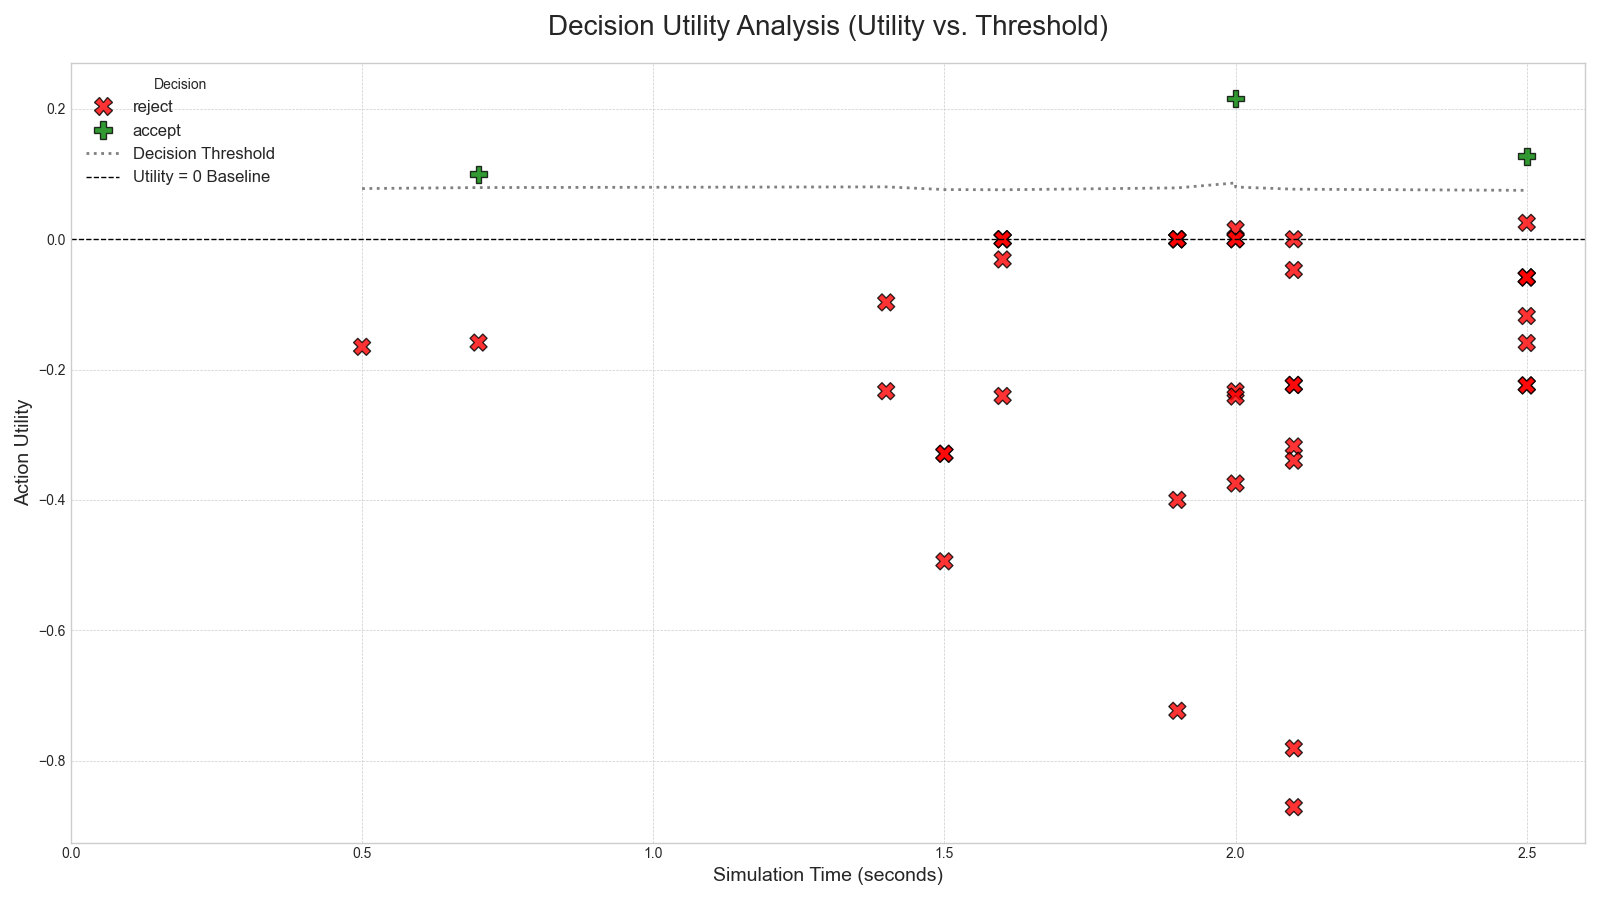 Decision Utility Analysis (Utility vs. Threshold)
Decision
reject
accept
Decision Threshold
Utility = 0 Baseline
Action Utility
0.2
0.0
−0.2
−0.4
−0.6
−0.8
0.0 0.5 1.0 1.5 2.0 2.5
Simulation Time (seconds)